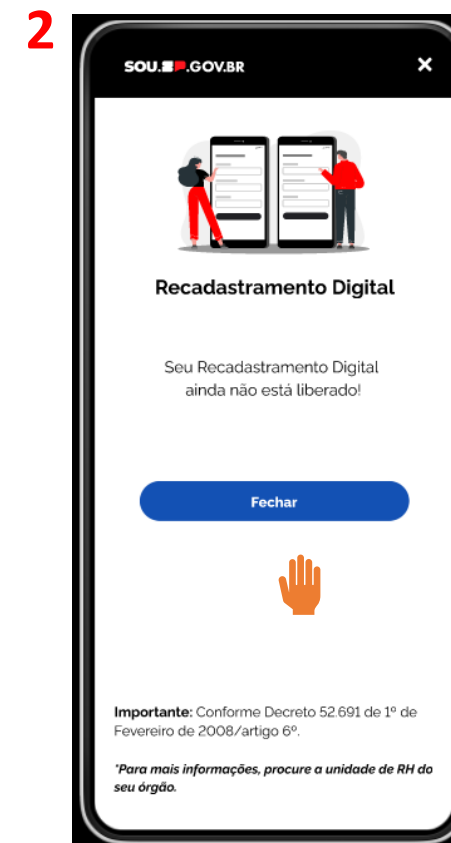 2
SOU.SP.GOV.BR
×
Recadastramento Digital
Seu Recadastramento Digital
ainda não está liberado!
Fechar
Importante: Conforme Decreto 52.691 de 1º de
Fevereiro de 2008/artigo 6º.
*Para mais informações, procure a unidade de RH do
seu órgão.